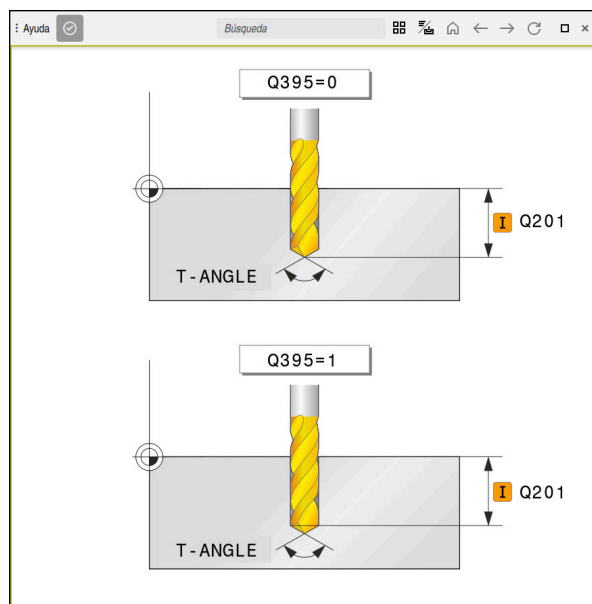 Ayuda
Búsqueda
Q395=0
I Q201
T-ANGLE
Q395=1
I Q201
T-ANGLE